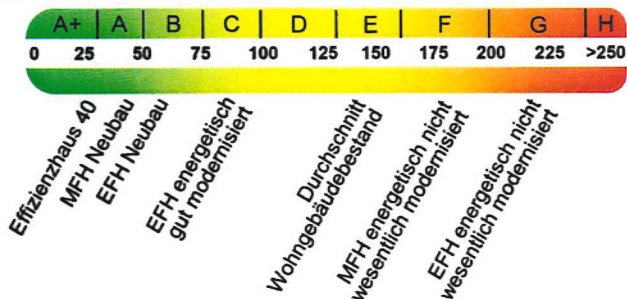 A+ A B C D E F G H
0 25 50 75 100 125 150 175 200 225 >250
Effizienzhaus 40
MFH Neubau
EFH Neubau
EFH energetisch
gut modernisiert
Durchschnitt
Wohngebäudebestand
MFH energetisch nicht
wesentlich modernisiert
EFH energetisch nicht
wesentlich modernisiert